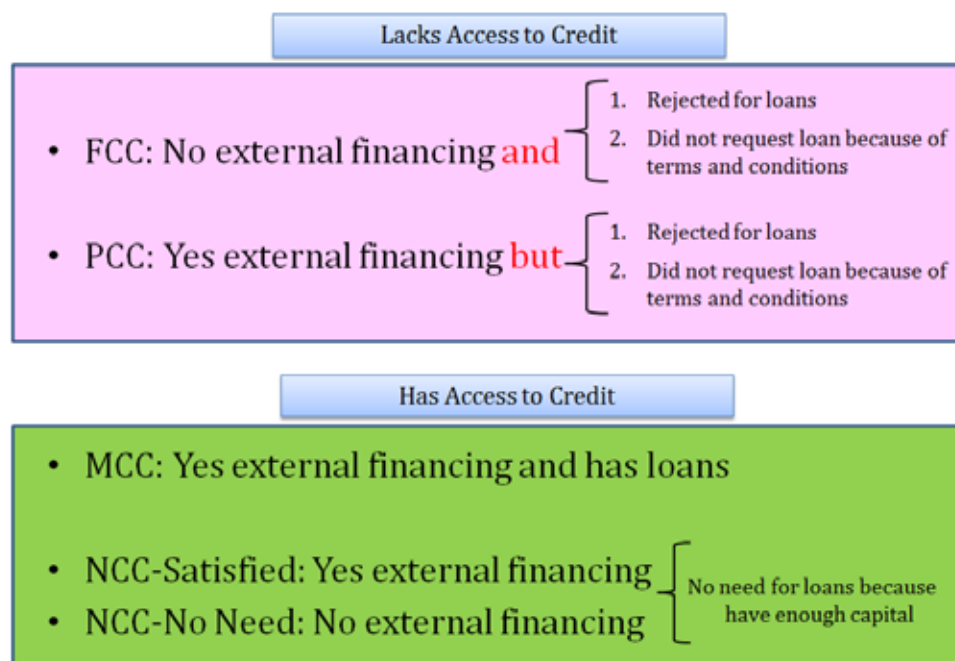 Lacks Access to Credit
• FCC: No external financing and
1. Rejected for loans
2. Did not request loan because of
terms and conditions
• PCC: Yes external financing but
1. Rejected for loans
2. Did not request loan because of
terms and conditions
Has Access to Credit
• MCC: Yes external financing and has loans
• NCC-Satisfied: Yes external financing
• NCC-No Need: No external financing
No need for loans because
have enough capital